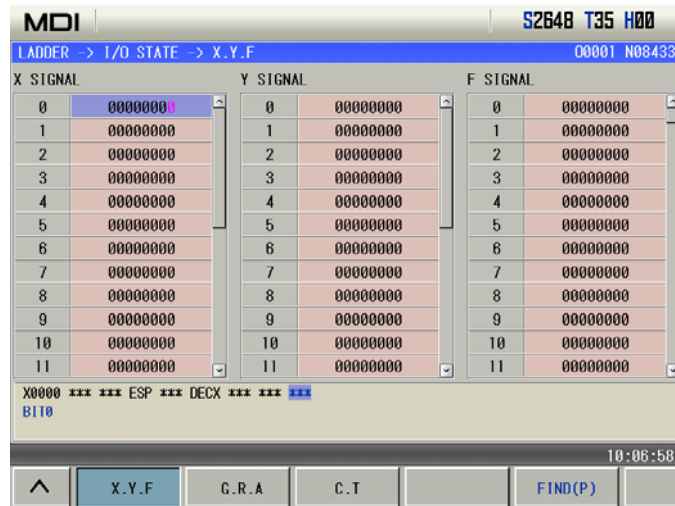 MDI S2648 T35 H00
LADDER -> I/O STATE -> X.Y.F O0001 N08433
X SIGNAL Y SIGNAL F SIGNAL
0 00000000 0 00000000 0 00000000
1 00000000 1 00000000 1 00000000
2 00000000 2 00000000 2 00000000
3 00000000 3 00000000 3 00000000
4 00000000 4 00000000 4 00000000
5 00000000 5 00000000 5 00000000
6 00000000 6 00000000 6 00000000
7 00000000 7 00000000 7 00000000
8 00000000 8 00000000 8 00000000
9 00000000 9 00000000 9 00000000
10 00000000 10 00000000 10 00000000
11 00000000 11 00000000 11 00000000
X0000 *** *** ESP *** DECX *** *** ***
BIT0
10:06:58
X.Y.F G.R.A C.T FIND(P)